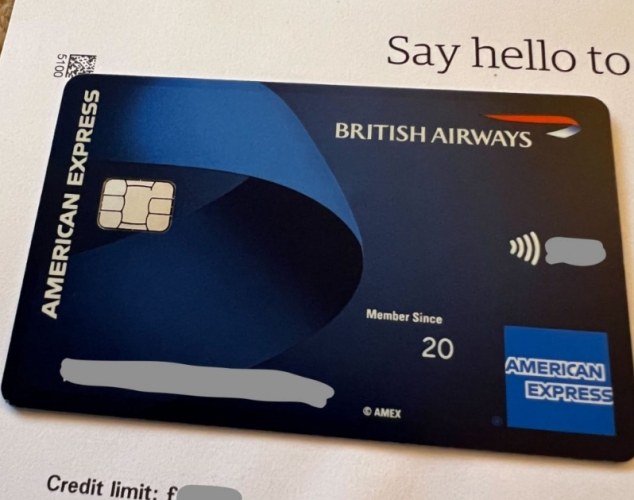 Say hello to
5100
AMERICAN EXPRESS
BRITISH AIRWAYS
Member Since
20
AMERICAN
EXPRESS
® AMEX
Credit limit: £